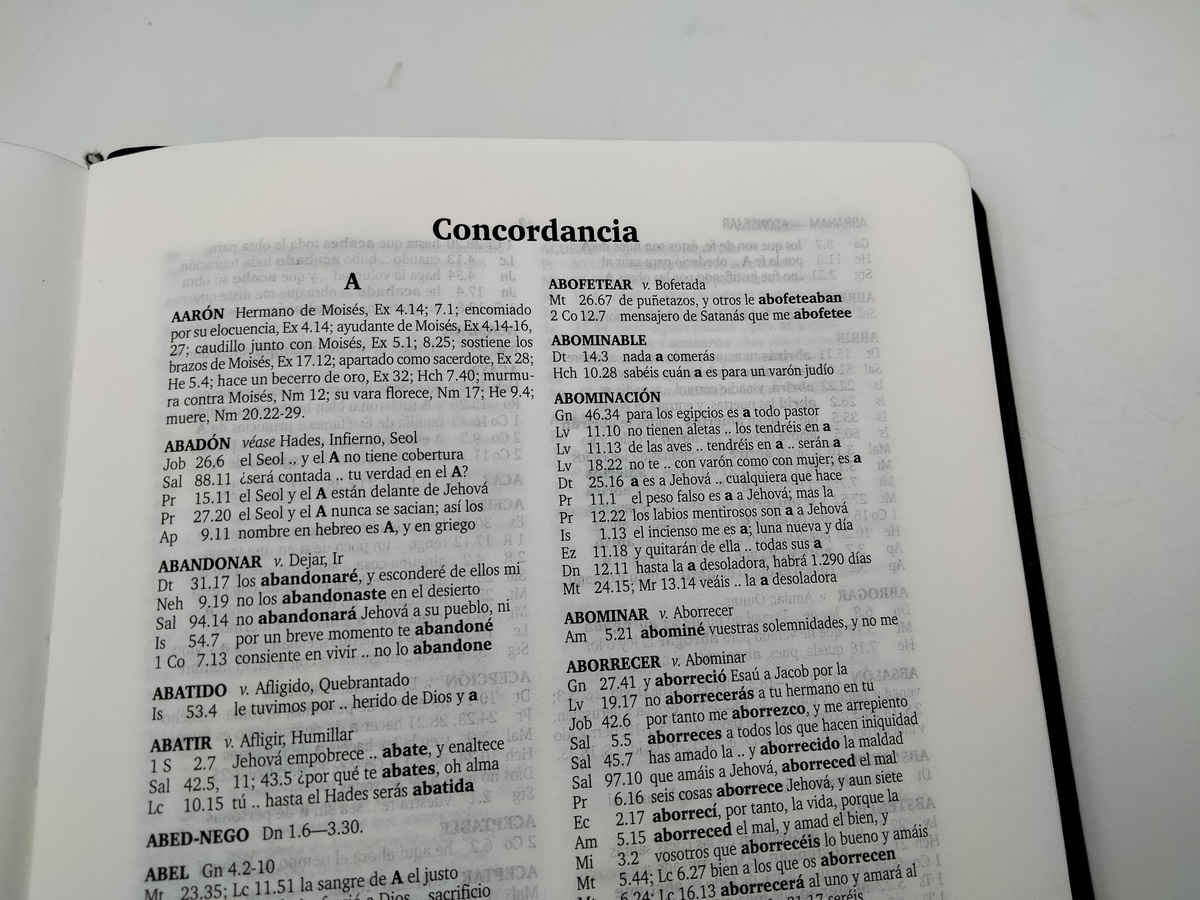 Concordancia
A
AARÓN Hermano de Moisés, Ex 4.14; 7.1; encomiado
por su elocuencia, Ex 4.14; ayudante de Moisés, Ex 4.14-16,
27; caudillo junto con Moisés, Ex 5.1; 8.25; sostiene los
brazos de Moisés, Ex 17.12; apartado como sacerdote, Ex 28;
He 5.4; hace un becerro de oro, Ex 32; Hch 7.40; murmu-
ra contra Moisés, Nm 12; su vara florece, Nm 17; He 9.4;
muere, Nm 20.22-29.
ABADÓN véase Hades, Infierno, Seol
Job 26.6 el Seol .. y el A no tiene cobertura
Sal 88.11 ¿será contada .. tu verdad en el A?
Pr 15.11 el Seol y el A están delante de Jehová
Pr 27.20 el Seol y el A nunca se sacian; así los
Ap 9.11 nombre en hebreo es A, y en griego
ABANDONAR v. Dejar, Ir
Dt 31.17 los abandonaré, y esconderé de ellos mi
Neh 9.19 no los abandonaste en el desierto
Sal 94.14 no abandonará Jehová a su pueblo, ni
Is 54.7 por un breve momento te abandoné
1 Co 7.13 consiente en vivir .. no lo abandone
ABATIDO v. Afligido, Quebrantado
Is 53.4 le tuvimos por .. herido de Dios y a
ABATIR v. Afligir, Humillar
1 S 2.7 Jehová empobrece .. abate, y enaltece
Sal 42.5, 11; 43.5 ¿por qué te abates, oh alma
Lc 10.15 tú .. hasta el Hades serás abatida
ABED-NEGO Dn 1.6—3.30.
ABEL Gn 4.2-10
Mt 23.35; Lc 11.51 la sangre de A el justo
Dios .. sacrificio
ABOFETEAR v. Bofetada
Mt 26.67 de puñetazos, y otros le abofeteaban
2 Co 12.7 mensajero de Satanás que me abofetee
ABOMINABLE
Dt 14.3 nada a comerás
Hch 10.28 sabéis cuán a es para un varón judío
ABOMINACIÓN
Gn 46.34 para los egipcios es a todo pastor
Lv 11.10 no tienen aletas .. los tendréis en a
Lv 11.13 de las aves .. tendréis en a .. serán a
Lv 18.22 no te .. con varón como con mujer; es a
Dt 25.16 a es a Jehová .. cualquiera que hace
Pr 11.1 el peso falso es a a Jehová; mas la
Pr 12.22 los labios mentirosos son a a Jehová
Is 1.13 el incienso me es a; luna nueva y día
Ez 11.18 y quitarán de ella .. todas sus a
Dn 12.11 hasta la a desoladora, habrá 1.290 días
Mt 24.15; Mr 13.14 veáis .. la a desoladora
ABOMINAR v. Aborrecer
Am 5.21 abominé vuestras solemnidades, y no me
ABORRECER v. Abominar
Gn 27.41 y aborreció Esaú a Jacob por la
Lv 19.17 no aborrecerás a tu hermano en tu
Job 42.6 por tanto me aborrezco, y me arrepiento
Sal 5.5 aborreces a todos los que hacen iniquidad
Sal 45.7 has amado la .. y aborrecido la maldad
Sal 97.10 que amáis a Jehová, aborreced el mal
Pr 6.16 seis cosas aborrece Jehová, y aun siete
Ec 2.17 aborrecí, por tanto, la vida, porque la
Am 5.15 aborreced el mal, y amad el bien, y
Mi 3.2 vosotros que aborrecéis lo bueno y amáis
Mt 5.44; Lc 6.27 bien a los que os aborrecen
Mt 6.24; Lc 16.13 aborrecerá al uno y amará al
21.17 seréis